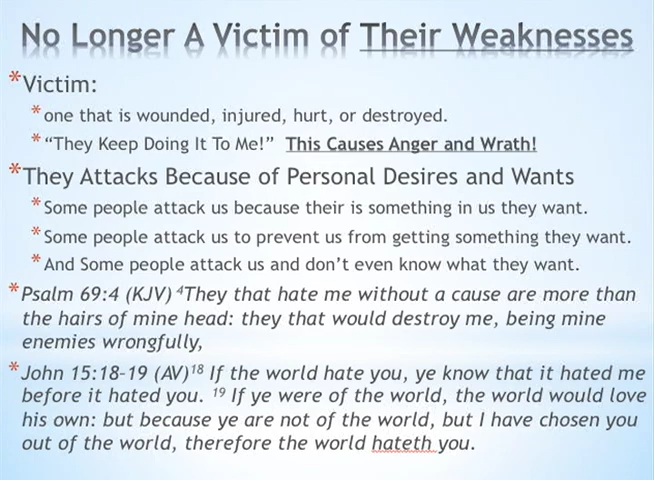 No Longer A Victim of Their Weaknesses
*Victim:
*one that is wounded, injured, hurt, or destroyed.
*“They Keep Doing It To Me!” This Causes Anger and Wrath!
*They Attacks Because of Personal Desires and Wants
*Some people attack us because their is something in us they want.
*Some people attack us to prevent us from getting something they want.
*And Some people attack us and don’t even know what they want.
*Psalm 69:4 (KJV) ⁴They that hate me without a cause are more than
the hairs of mine head: they that would destroy me, being mine
enemies wrongfully,
*John 15:18-19 (AV)¹⁸ If the world hate you, ye know that it hated me
before it hated you. ¹⁹ If ye were of the world, the world would love
his own: but because ye are not of the world, but I have chosen you
out of the world, therefore the world hateth you.